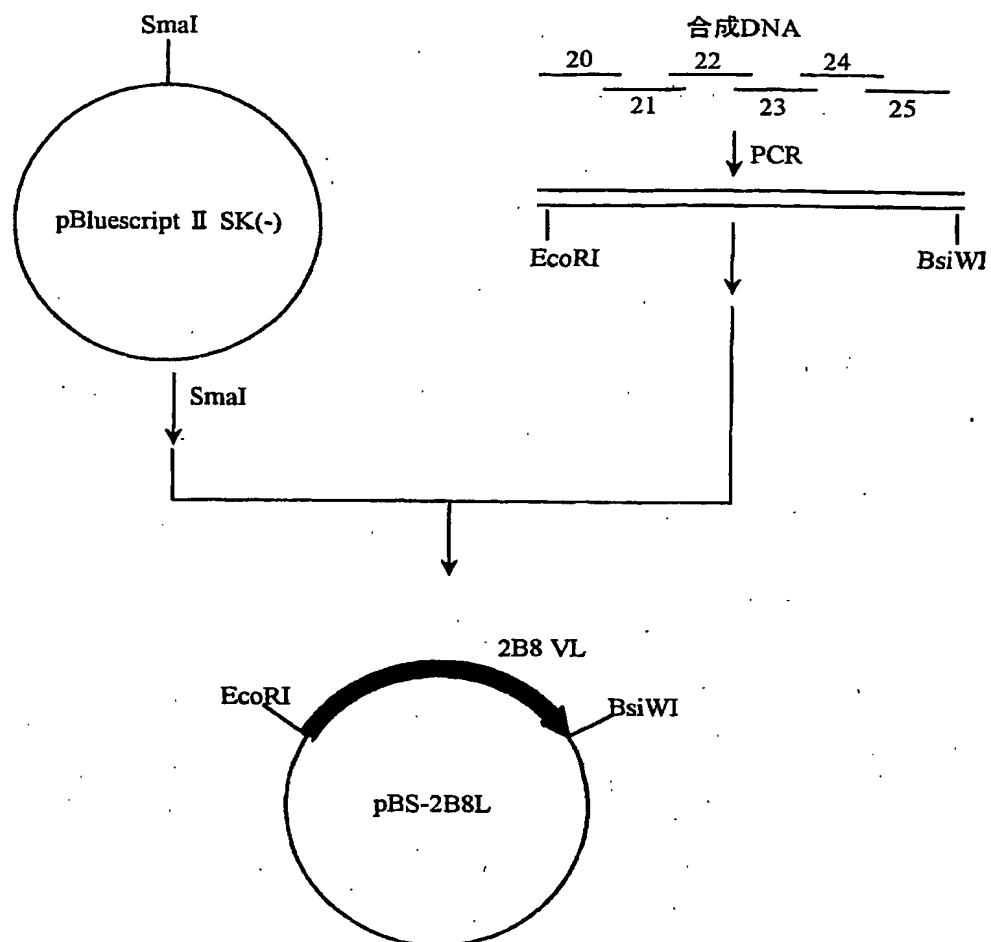 SmaI
合成DNA
20
22
24
21
23
25
PCR
pBluescript Ⅱ SK(-)
EcoRI
BsiWI
SmaI
2B8 VL
EcoRI
BsiWI
pBS-2B8L